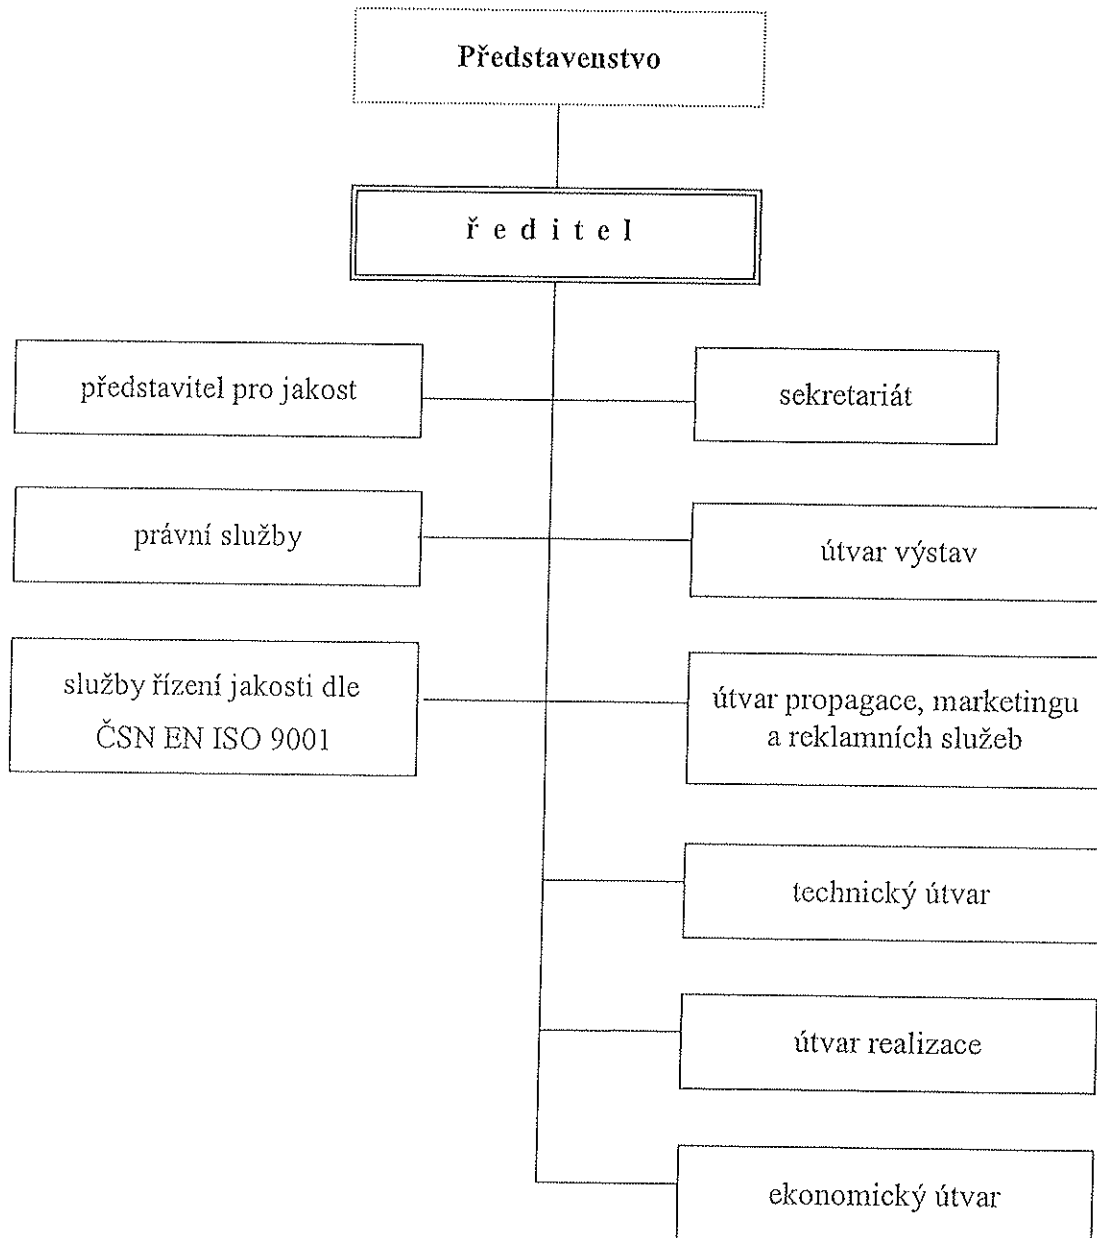 Představenstvo
ředitel
představitel pro jakost
sekretariát
právní služby
útvar výstav
služby řízení jakosti dle
ČSN EN ISO 9001
útvar propagace, marketingu
a reklamních služeb
technický útvar
útvar realizace
ekonomický útvar